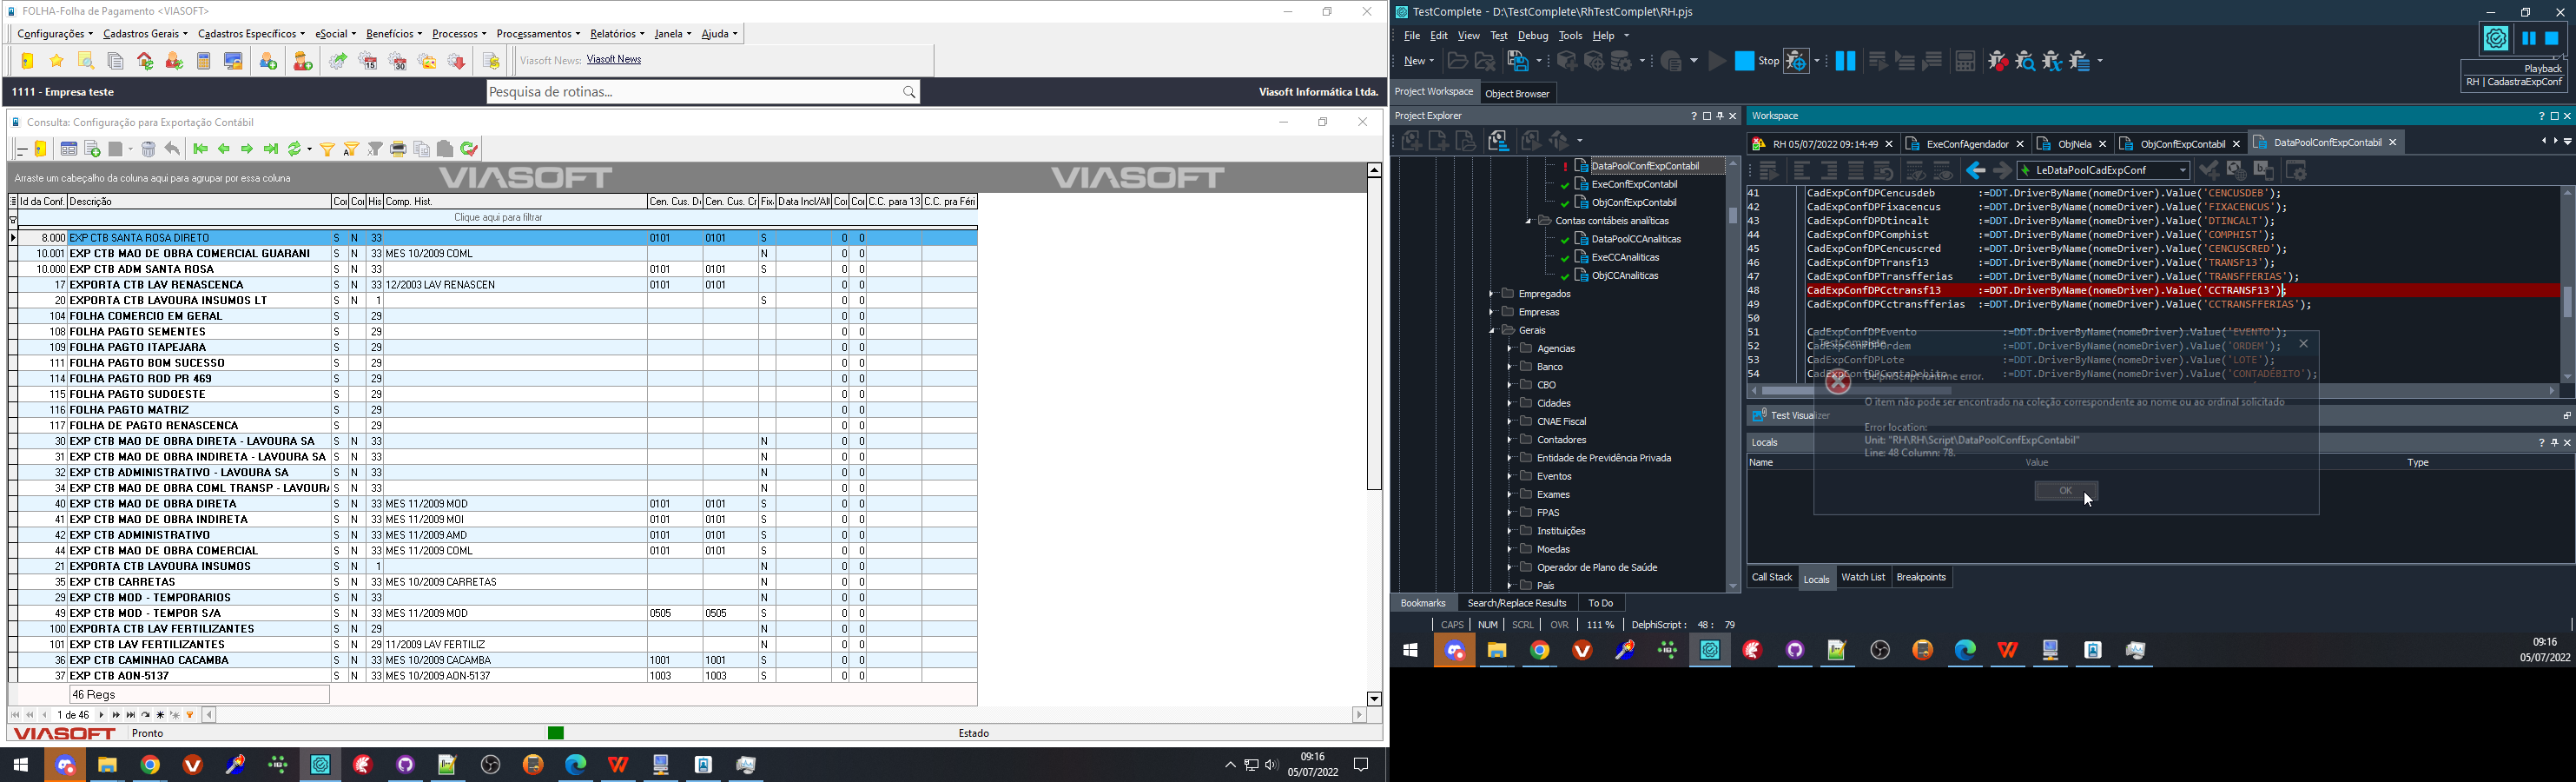 FOLHA-Folha de Pagamento <VIASOFT>
Configurações Cadastros Gerais Cadastros Específicos eSocial Benefícios Processos Processamentos Relatórios Janela Ajuda
Viasoft News: Viasoft News
1111 - Empresa teste
Pesquisa de rotinas...
Viasoft Informática Ltda.
Consulta: Configuração para Exportação Contábil
Arraste um cabeçalho da coluna aqui para agrupar por essa coluna
VIASOFT VIASOFT
Id da Conf. Descrição Coi Coi His Comp. Hist. Cen. Cus. D Cen. Cus. Cr Fix. Data Incl/Alt Coi Coi C.C. para 13 C.C. pra Féri
Clique aqui para filtrar
8.000 EXP CTB SANTA ROSA DIRETO S N 33 0101 0101 S 0 0
10.001 EXP CTB MAO DE OBRA COMERCIAL GUARANI S N 33 MES 10/2009 COML N 0 0
10.000 EXP CTB ADM SANTA ROSA S N 33 0101 0101 S 0 0
17 EXPORTA CTB LAV RENASCENCA S N 33 12/2003 LAV RENASCEN 0101 0101 0 0
20 EXPORTA CTB LAVOURA INSUMOS LT S N 1 S 0 0
104 FOLHA COMERCIO EM GERAL S 29 0 0
108 FOLHA PAGTO SEMENTES S 29 0 0
109 FOLHA PAGTO ITAPEJARA S 29 0 0
111 FOLHA PAGTO BOM SUCESSO S 29 0 0
114 FOLHA PAGTO ROD PR 469 S 29 0 0
115 FOLHA PAGTO SUDOESTE S 29 0 0
116 FOLHA PAGTO MATRIZ S 29 0 0
117 FOLHA DE PAGTO RENASCENCA S 29 0 0
30 EXP CTB MAO DE OBRA DIRETA - LAVOURA SA S N 33 N 0 0
31 EXP CTB MAO DE OBRA INDIRETA - LAVOURA SA S N 33 N 0 0
32 EXP CTB ADMINISTRATIVO - LAVOURA SA S N 33 N 0 0
34 EXP CTB MAO DE OBRA COML TRANSP - LAVOUR S N 33 N 0 0
40 EXP CTB MAO DE OBRA DIRETA S N 33 MES 11/2009 MOD 0101 0101 S 0 0
41 EXP CTB MAO DE OBRA INDIRETA S N 33 MES 11/2009 MOI 0101 0101 S 0 0
42 EXP CTB ADMINISTRATIVO S N 33 MES 11/2009 AMD 0101 0101 S 0 0
44 EXP CTB MAO DE OBRA COMERCIAL S N 33 MES 11/2009 COML 0101 0101 S 0 0
21 EXPORTA CTB LAVOURA INSUMOS S N 1 N 0 0
35 EXP CTB CARRETAS S N 33 MES 10/2009 CARRETAS N 0 0
29 EXP CTB MOD - TEMPORARIOS S N 33 N 0 0
49 EXP CTB MOD - TEMPOR S/A S N 33 MES 11/2009 MOD 0505 0505 S 0 0
100 EXPORTA CTB LAV FERTILIZANTES S N 29 N 0 0
101 EXP CTB LAV FERTILIZANTES S N 29 11/2009 LAV FERTILIZ N 0 0
36 EXP CTB CAMINHAO CACAMBA S N 33 MES 10/2009 CACAMBA 1001 1001 S 0 0
37 EXP CTB AON-5137 S N 33 MES 10/2009 AON-5137 1003 1003 S 0 0
46 Regs
1 de 46
VIASOFT Pronto Estado
09:16
05/07/2022
TestComplete - D:\TestComplete\RhTestComplet\RH.pjs
File Edit View Test Debug Tools Help
New Stop
Playback
RH | CadastraExpConf
Project Workspace Object Browser
Project Explorer
DataPoolConfExpContabil
ExeConfExpContabil
ObjConfExpContabil
Contas contábeis analíticas
DataPoolCCAnaliticas
ExeCCAnaliticas
ObjCCAnaliticas
Empregados
Empresas
Gerais
Agencias
Banco
CBO
Cidades
CNAE Fiscal
Contadores
Entidade de Previdência Privada
Eventos
Exames
FPAS
Instituições
Moedas
Operador de Plano de Saúde
País
Bookmarks Search/Replace Results To Do
Workspace
RH 05/07/2022 09:14:49 ExeConfAgendador ObjNela ObjConfExpContabil DataPoolConfExpContabil
LeDataPoolCadExpConf
41 CadExpConfDPCencusdeb :=DDT.DriverByName(nomeDriver).Value('CENCUSDEB');
42 CadExpConfDPFixacencus :=DDT.DriverByName(nomeDriver).Value('FIXACENCUS');
43 CadExpConfDPDtincalt :=DDT.DriverByName(nomeDriver).Value('DTINCALT');
44 CadExpConfDPComphist :=DDT.DriverByName(nomeDriver).Value('COMPHIST');
45 CadExpConfDPCencuscred :=DDT.DriverByName(nomeDriver).Value('CENCUSCRED');
46 CadExpConfDPTransf13 :=DDT.DriverByName(nomeDriver).Value('TRANSF13');
47 CadExpConfDPTransfferias :=DDT.DriverByName(nomeDriver).Value('TRANSFFERIAS');
48 CadExpConfDPCctransf13 :=DDT.DriverByName(nomeDriver).Value('CCTRANSF13');
49 CadExpConfDPCctransfferias :=DDT.DriverByName(nomeDriver).Value('CCTRANSFFERIAS');
50
51 CadExpConfDPEvento :=DDT.DriverByName(nomeDriver).Value('EVENTO');
52 CadExpConfDPOrdem :=DDT.DriverByName(nomeDriver).Value('ORDEM');
53 CadExpConfDPLote :=DDT.DriverByName(nomeDriver).Value('LOTE');
54 CadExpConfDPContaDebito :=DDT.DriverByName(nomeDriver).Value('CONTADÉBITO');
TestComplete
DelphiScript runtime error.
O item não pode ser encontrado na coleção correspondente ao nome ou ao ordinal solicitado
Error location:
Unit: "RH\RH\Script\DataPoolConfExpContabil"
Line: 48 Column: 78.
OK
Test Visualizer
Locals
Name Value Type
Call Stack Locals Watch List Breakpoints
CAPS NUM SCRL OVR 111 % DelphiScript : 48 : 79
09:16
05/07/2022